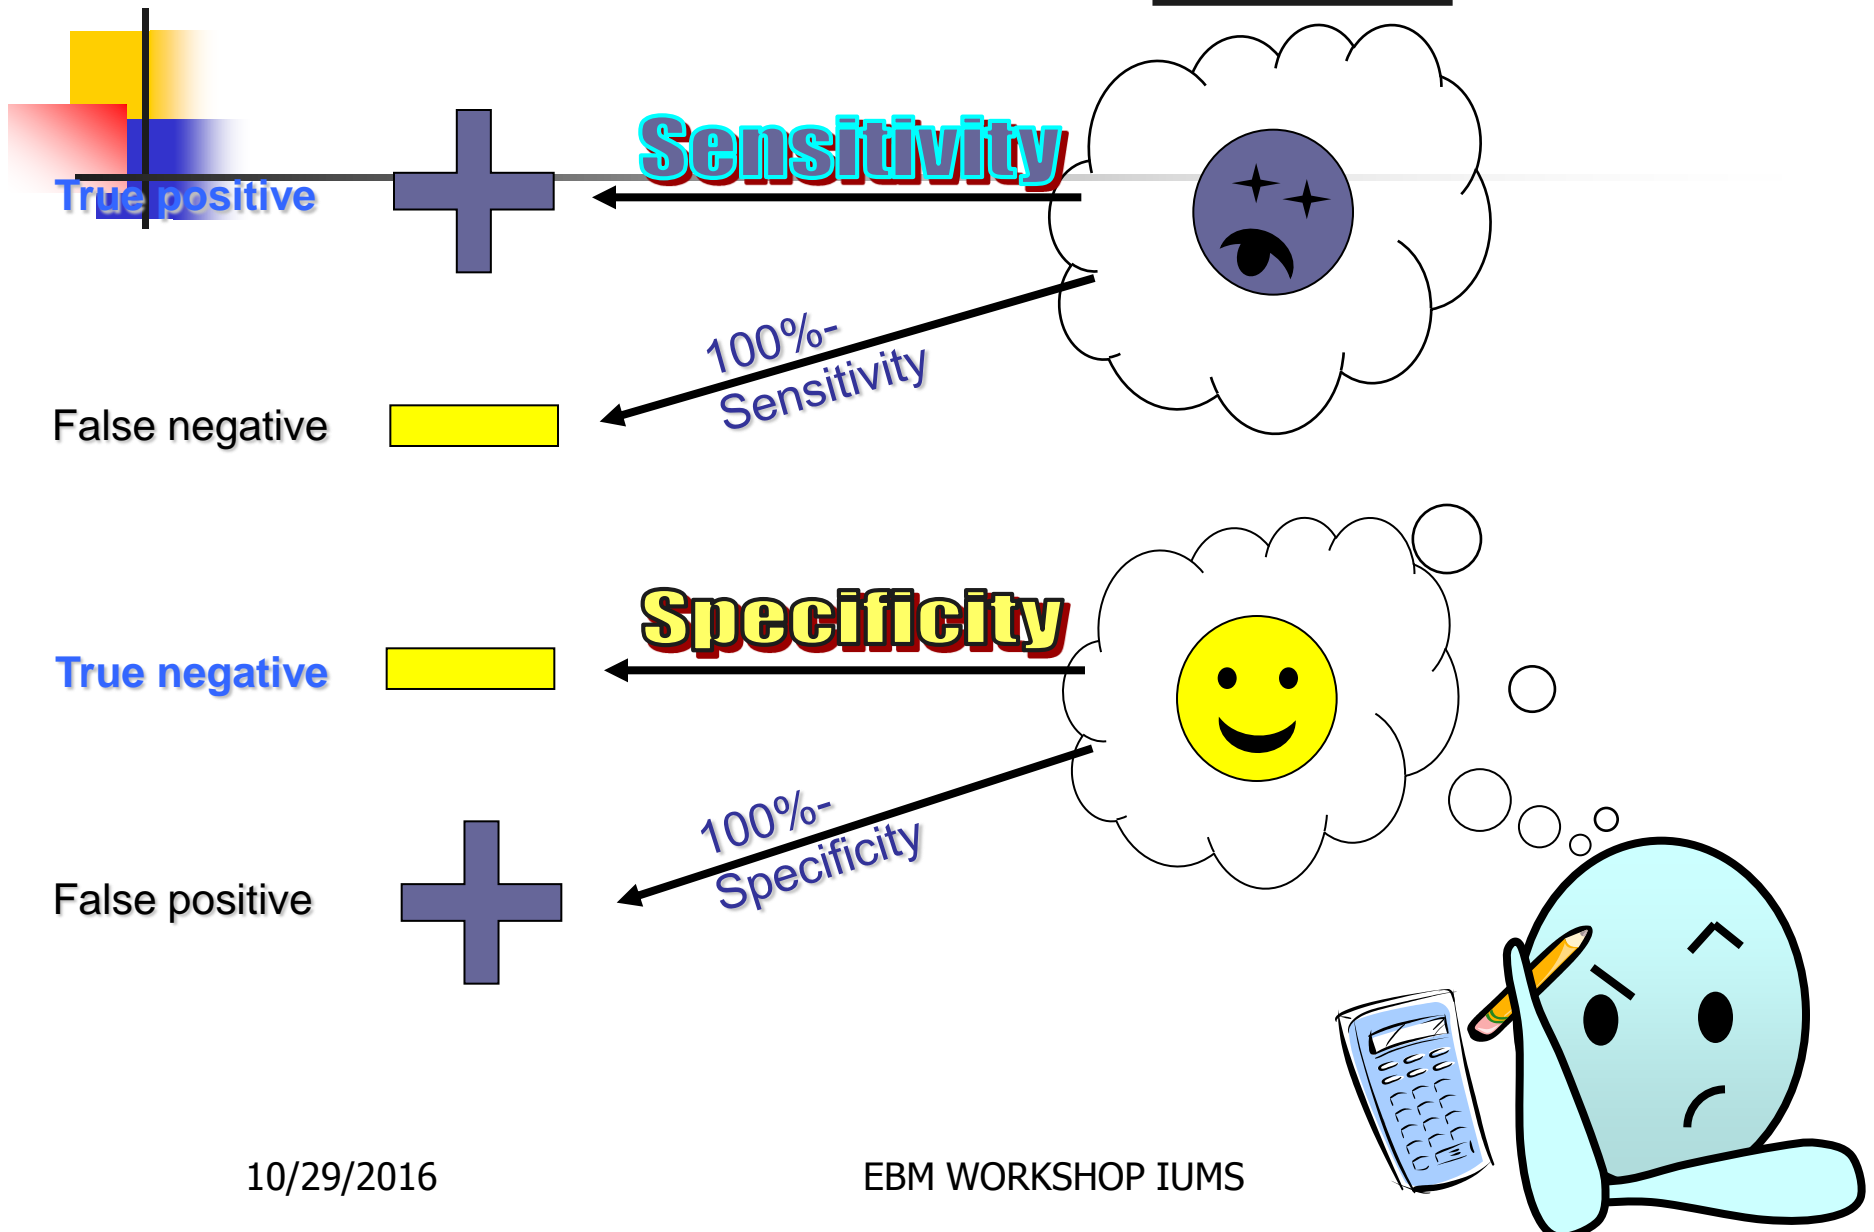 Sensitivity
True positive
100%-
Sensitivity
False negative
Specificity
True negative
100%-
Specificity
False positive
10/29/2016
EBM WORKSHOP IUMS